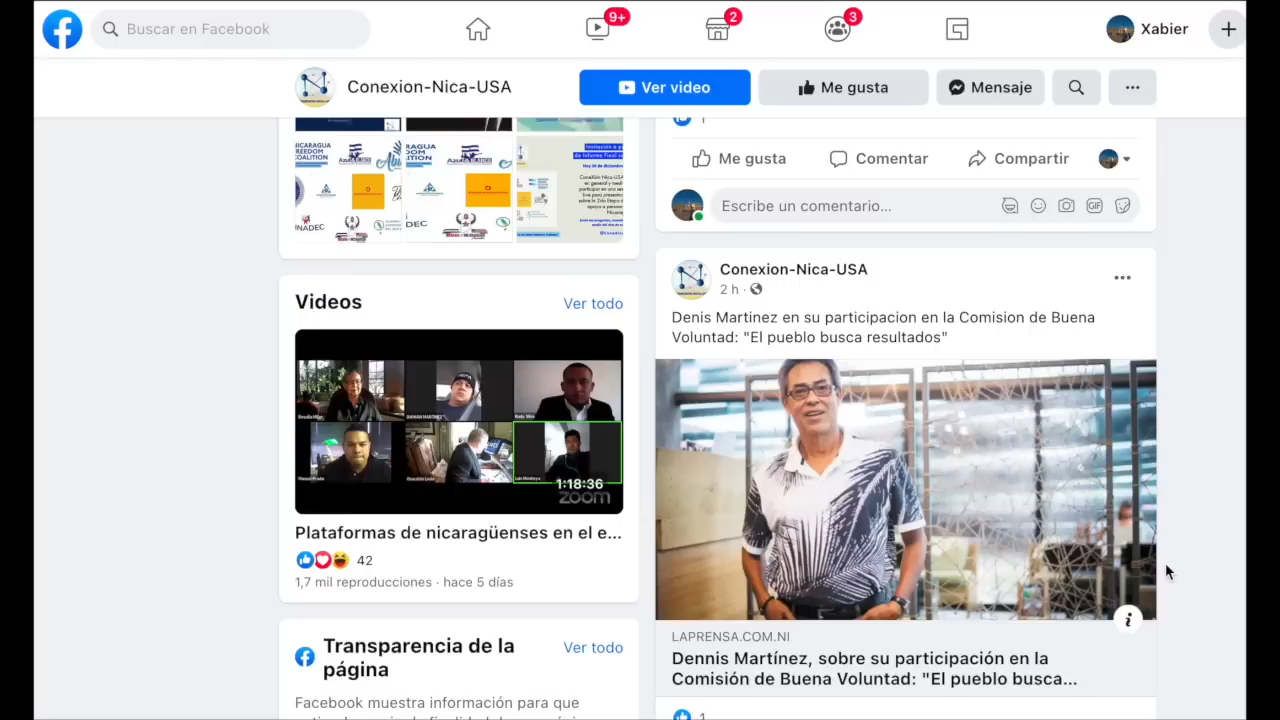 Buscar en Facebook
9+
2
3
Xabier
Conexion-Nica-USA
Ver video
Me gusta
Mensaje
1
Me gusta
Comentar
Compartir
Escribe un comentario...
GIF
Videos
Ver todo
1:18:36
zoom
Plataformas de nicaragüenses en el e...
42
1,7 mil reproducciones · hace 5 días
Transparencia de la
página
Ver todo
Facebook muestra información para que
Conexion-Nica-USA
2 h ·
Denis Martinez en su participacion en la Comision de Buena
Voluntad: "El pueblo busca resultados"
LAPRENSA.COM.NI
Dennis Martínez, sobre su participación en la
Comisión de Buena Voluntad: "El pueblo busca...
1